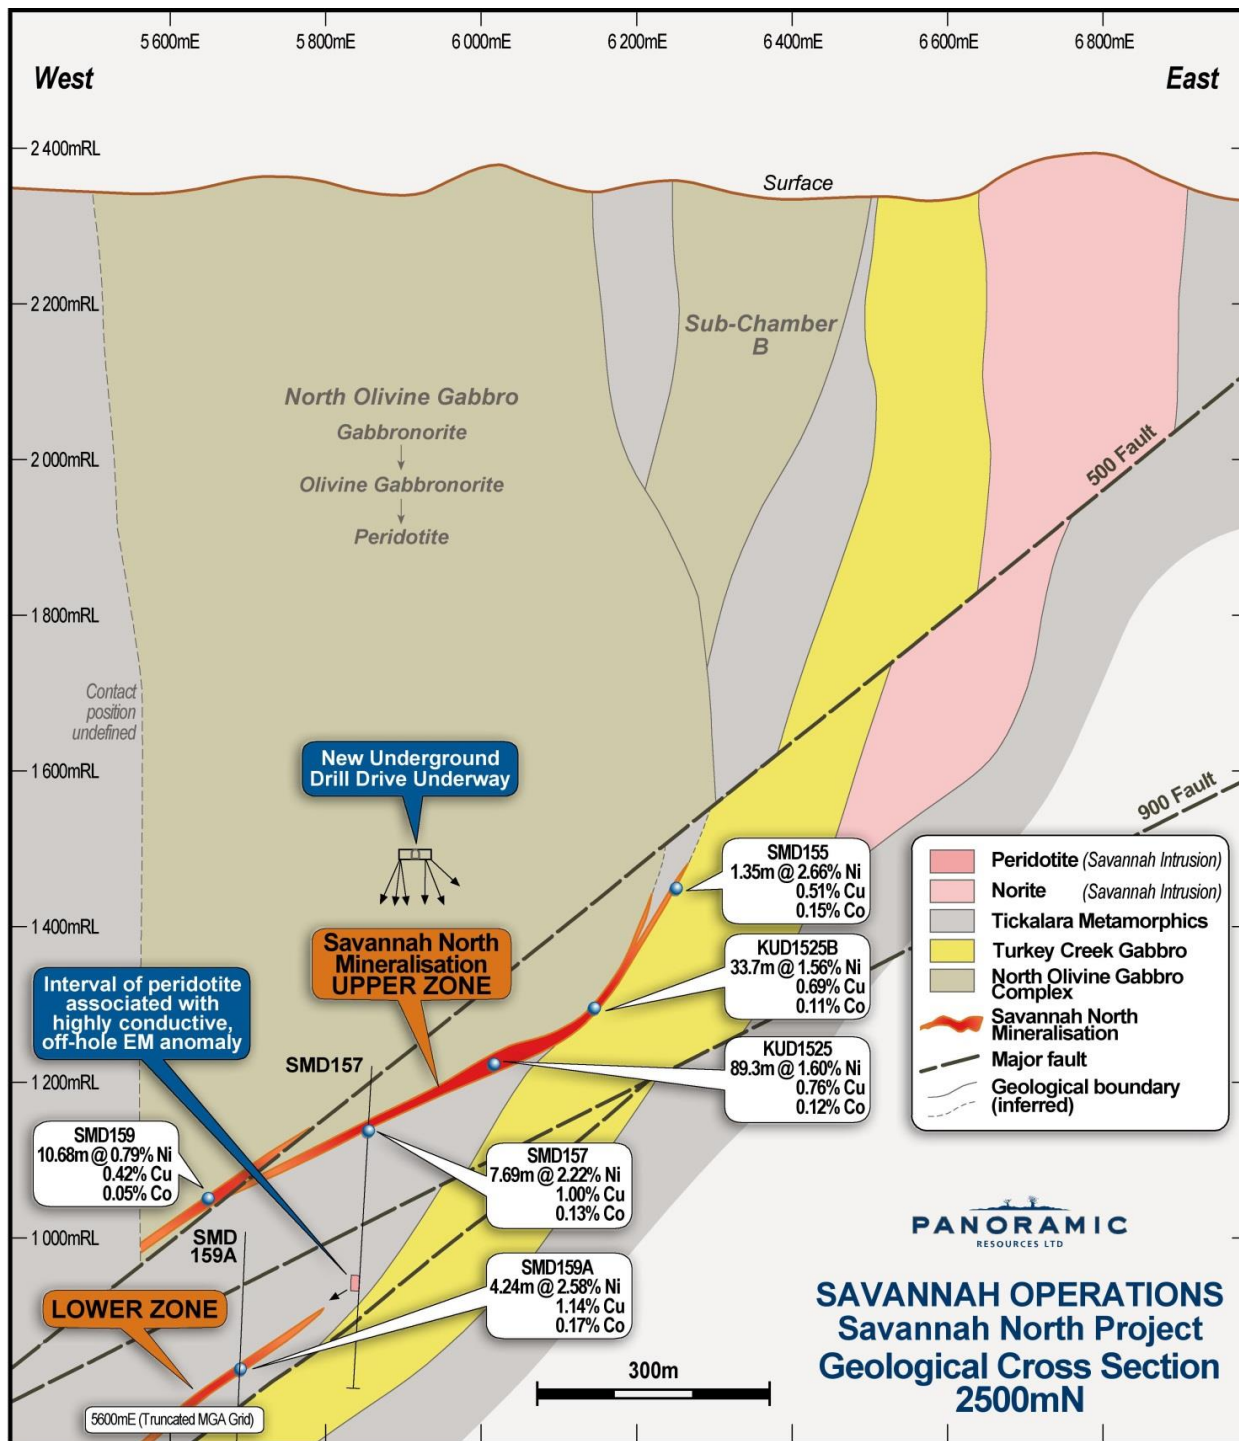 5 600mE 5 800mE 6 000mE 6 200mE 6 400mE 6 600mE 6 800mE
West
East
2 400mRL
Surface
2 200mRL
Sub-Chamber
B
North Olivine Gabbro
Gabbronorite
Olivine Gabbronorite
Peridotite
2 000mRL
500 Fault
1 800mRL
Contact
position
undefined
1 600mRL
New Underground
Drill Drive Underway
900 Fault
SMD155
1.35m @ 2.66% Ni
0.51% Cu
0.15% Co
Peridotite (Savannah Intrusion)
Norite (Savannah Intrusion)
Tickalara Metamorphics
Turkey Creek Gabbro
North Olivine Gabbro
Complex
Savannah North
Mineralisation
Major fault
Geological boundary
(inferred)
1 400mRL
Savannah North
Mineralisation
UPPER ZONE
KUD1525B
33.7m @ 1.56% Ni
0.69% Cu
0.11% Co
Interval of peridotite
associated with
highly conductive,
off-hole EM anomaly
KUD1525
89.3m @ 1.60% Ni
0.76% Cu
0.12% Co
SMD157
1 200mRL
SMD159
10.68m @ 0.79% Ni
0.42% Cu
0.05% Co
SMD157
7.69m @ 2.22% Ni
1.00% Cu
0.13% Co
1 000mRL
SMD
159A
SMD159A
4.24m @ 2.58% Ni
1.14% Cu
0.17% Co
LOWER ZONE
5600mE (Truncated MGA Grid)
300m
PANORAMIC
RESOURCES LTD
SAVANNAH OPERATIONS
Savannah North Project
Geological Cross Section
2500mN